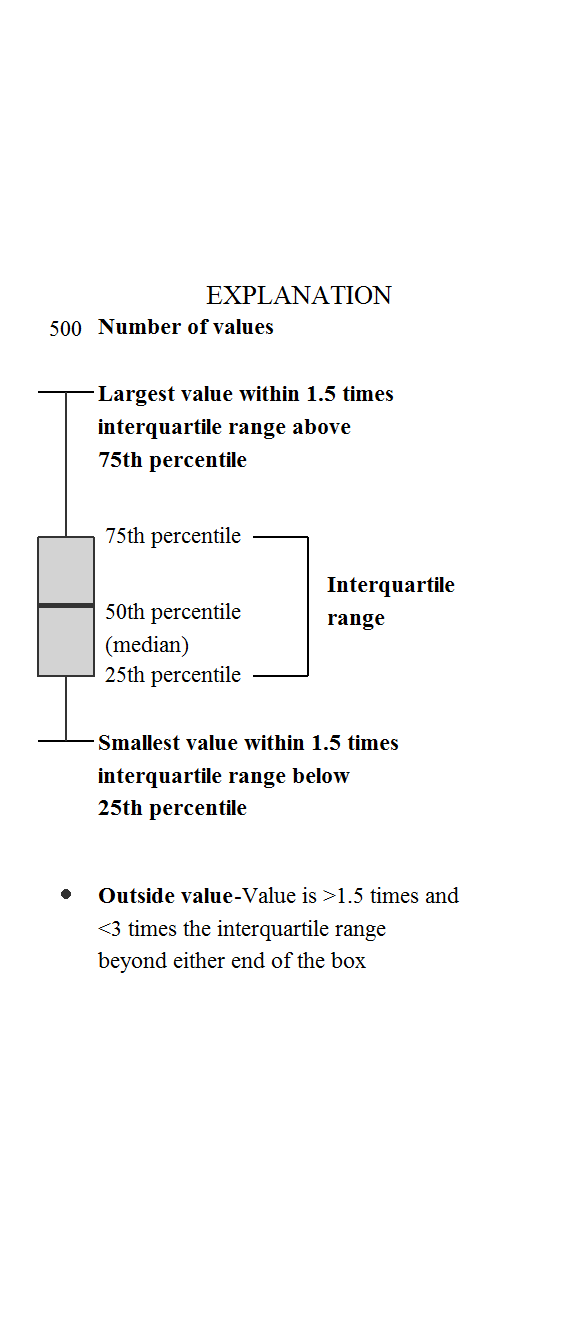 EXPLANATION
500 Number of values
Largest value within 1.5 times
interquartile range above
75th percentile
75th percentile
Interquartile
range
50th percentile
(median)
25th percentile
Smallest value within 1.5 times
interquartile range below
25th percentile
Outside value-Value is >1.5 times and
<3 times the interquartile range
beyond either end of the box